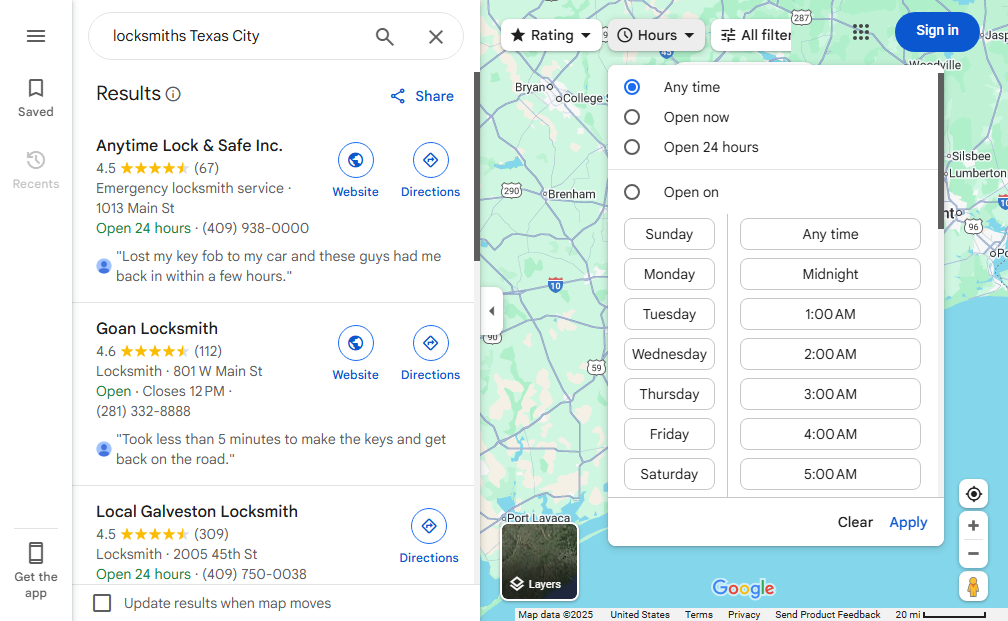 locksmiths Texas City
Saved
Recents
Get the
app
Results
Share
Anytime Lock & Safe Inc.
4.5 (67)
Emergency locksmith service ·
1013 Main St
Open 24 hours · (409) 938-0000
Website
Directions
"Lost my key fob to my car and these guys had me
back in within a few hours."
Goan Locksmith
4.6 (112)
Locksmith · 801 W Main St
Open · Closes 12 PM ·
(281) 332-8888
Website
Directions
"Took less than 5 minutes to make the keys and get
back on the road."
Local Galveston Locksmith
4.5 (309)
Locksmith · 2005 45th St
Open 24 hours · (409) 750-0038
Directions
Update results when map moves
Rating
Hours
All filter
Sign in
Any time
Open now
Open 24 hours
Open on
Sunday
Monday
Tuesday
Wednesday
Thursday
Friday
Saturday
Any time
Midnight
1:00 AM
2:00 AM
3:00 AM
4:00 AM
5:00 AM
Clear
Apply
287
Jasp
Woodville
Bryan
College S
Silsbee
Lumberton
290
Brenham
10
96
10
90
59
Port Lavaca
Layers
Google
Map data ©2025
United States
Terms
Privacy
Send Product Feedback
20 mi